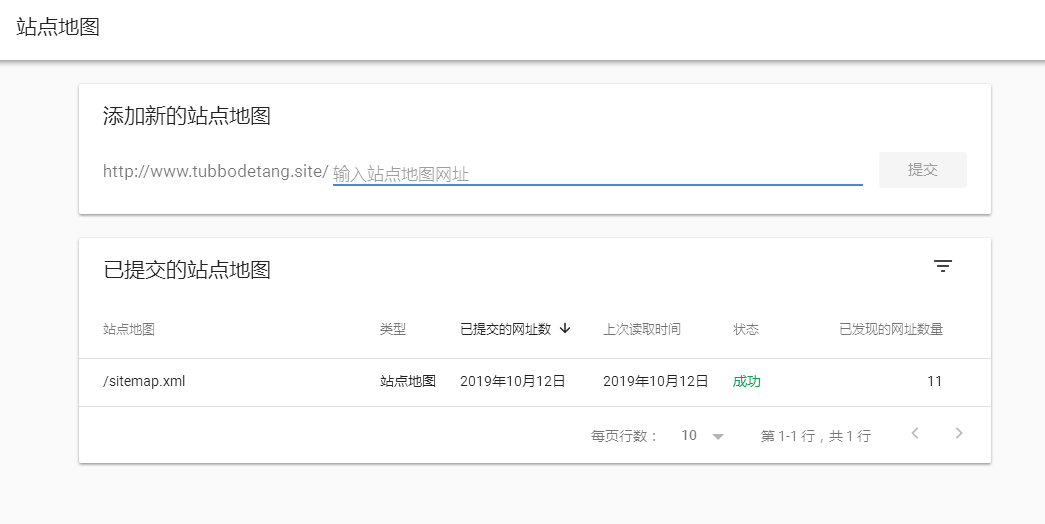 站点地图
添加新的站点地图
http://www.tubbodetang.site/ 输入站点地图网址 提交
已提交的站点地图
站点地图 类型 已提交的网址数 上次读取时间 状态 已发现的网址数量
/sitemap.xml 站点地图 2019年10月12日 2019年10月12日 成功 11
每页行数： 10 第 1-1 行，共 1 行